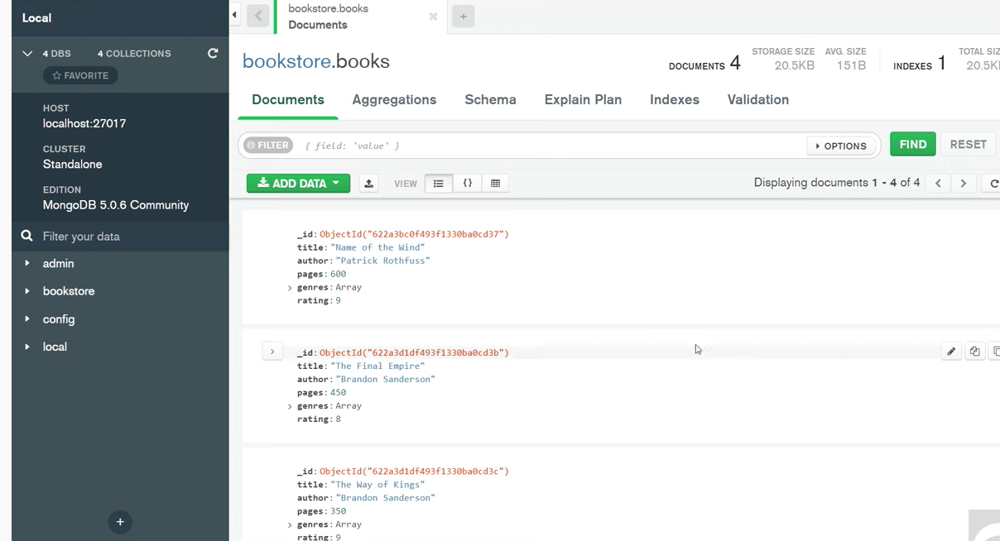 Local
4 DBS 4 COLLECTIONS
FAVORITE
HOST
localhost:27017
CLUSTER
Standalone
EDITION
MongoDB 5.0.6 Community
Filter your data
admin
bookstore
config
local
+
bookstore.books
Documents
+
bookstore.books
DOCUMENTS 4
STORAGE SIZE
20.5KB
AVG. SIZE
151B
INDEXES 1
TOTAL SIZ
20.5K
Documents Aggregations Schema Explain Plan Indexes Validation
FILTER { field: 'value' } OPTIONS FIND RESET
ADD DATA VIEW {} Displaying documents 1 - 4 of 4
_id: ObjectId("622a3bc0f493f1330ba0cd37")
title: "Name of the Wind"
author: "Patrick Rothfuss"
pages: 600
> genres: Array
rating: 9
_id: ObjectId("622a3d1df493f1330ba0cd3b")
title: "The Final Empire"
author: "Brandon Sanderson"
pages: 450
> genres: Array
rating: 8
_id: ObjectId("622a3d1df493f1330ba0cd3c")
title: "The Way of Kings"
author: "Brandon Sanderson"
pages: 350
> genres: Array
rating: 9